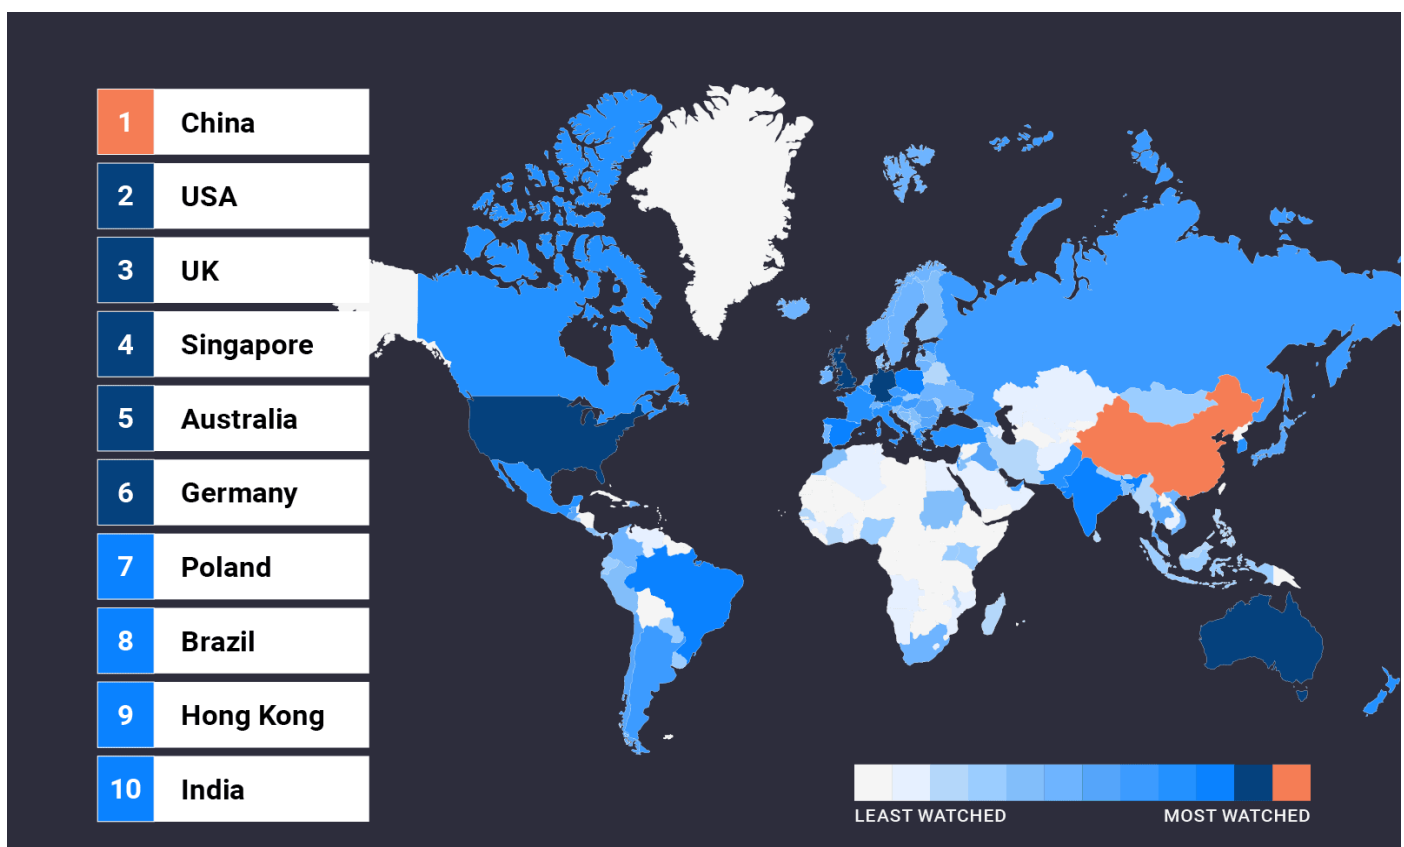 1 China
2 USA
3 UK
4 Singapore
5 Australia
6 Germany
7 Poland
8 Brazil
9 Hong Kong
10 India
LEAST WATCHED MOST WATCHED